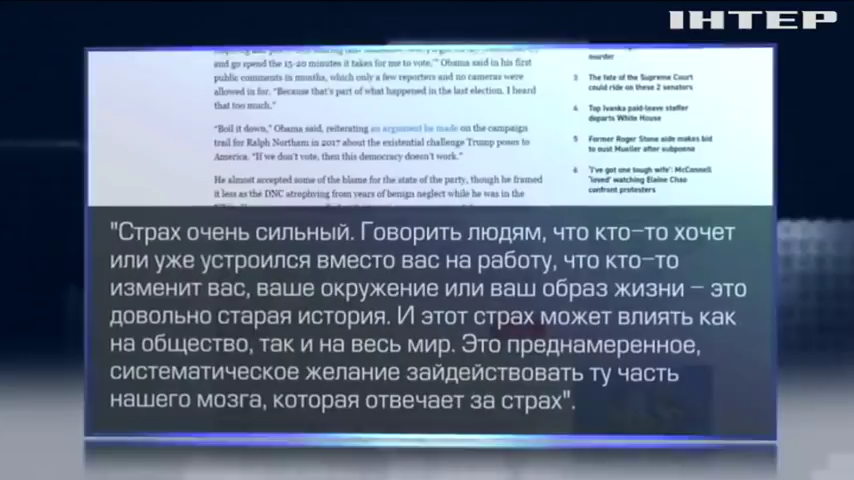 ІНТЕР
and go spend the 15-20 minutes it takes for me to vote,'" Obama said in his first
public comments in months, which only a few reporters and no cameras were
allowed in for. "Because that's part of what happened in the last election. I heard
that too much."
"Boil it down," Obama said, reiterating an argument he made on the campaign
trail for Ralph Northam in 2017 about the existential challenge Trump poses to
America. "If we don't vote, then this democracy doesn't work."
He almost accepted some of the blame for the state of the party, though he framed
it less as the DNC atrophying from years of benign neglect while he was in the
murder
3 The fate of the Supreme Court
could ride on these 2 senators
4 Top Ivanka paid-leave staffer
departs White House
5 Former Roger Stone aide makes bid
to oust Mueller after subpoena
6 'I've got one tough wife': McConnell
'loved' watching Elaine Chao
confront protesters
"Страх очень сильный. Говорить людям, что кто-то хочет
или уже устроился вместо вас на работу, что кто-то
изменит вас, ваше окружение или ваш образ жизни – это
довольно старая история. И этот страх может влиять как
на общество, так и на весь мир. Это преднамеренное,
систематическое желание зайдействовать ту часть
нашего мозга, которая отвечает за страх".